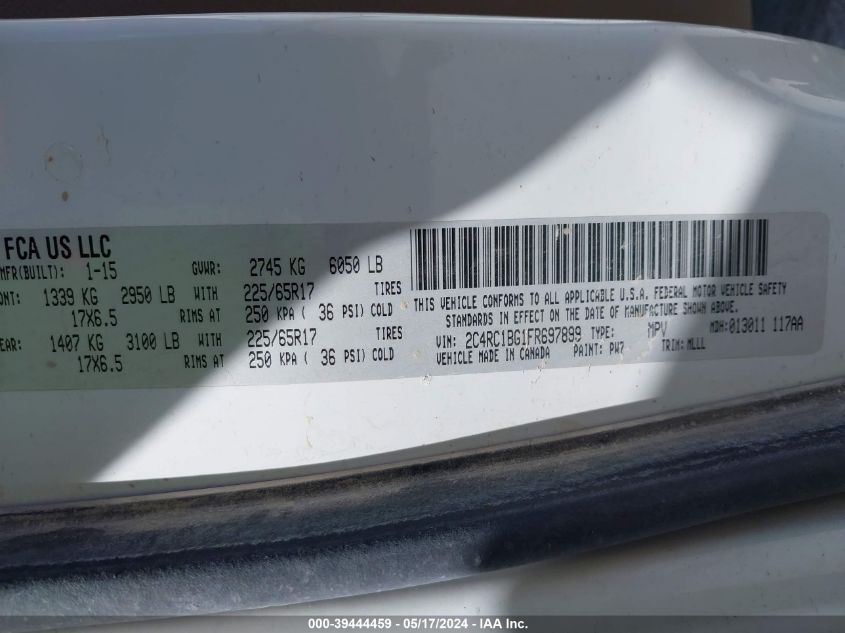 FCA US LLC
MFR(BUILT): 1-15 GVWR: 2745 KG 6050 LB
ONT: 1339 KG 2950 LB WITH 225/65R17 TIRES
17X6.5 RIMS AT 250 KPA ( 36 PSI) COLD
EAR: 1407 KG 3100 LB WITH 225/65R17 TIRES
17X6.5 RIMS AT 250 KPA ( 36 PSI) COLD
THIS VEHICLE CONFORMS TO ALL APPLICABLE U.S.A. FEDERAL MOTOR VEHICLE SAFETY
STANDARDS IN EFFECT ON THE DATE OF MANUFACTURE SHOWN ABOVE.
VIN: 2C4RC1BG1FR697899 TYPE: MPV MDH:013011 117AA
VEHICLE MADE IN CANADA PAINT: PW7 TRIM: MLLL
000-39444459 - 05/17/2024 - IAA Inc.